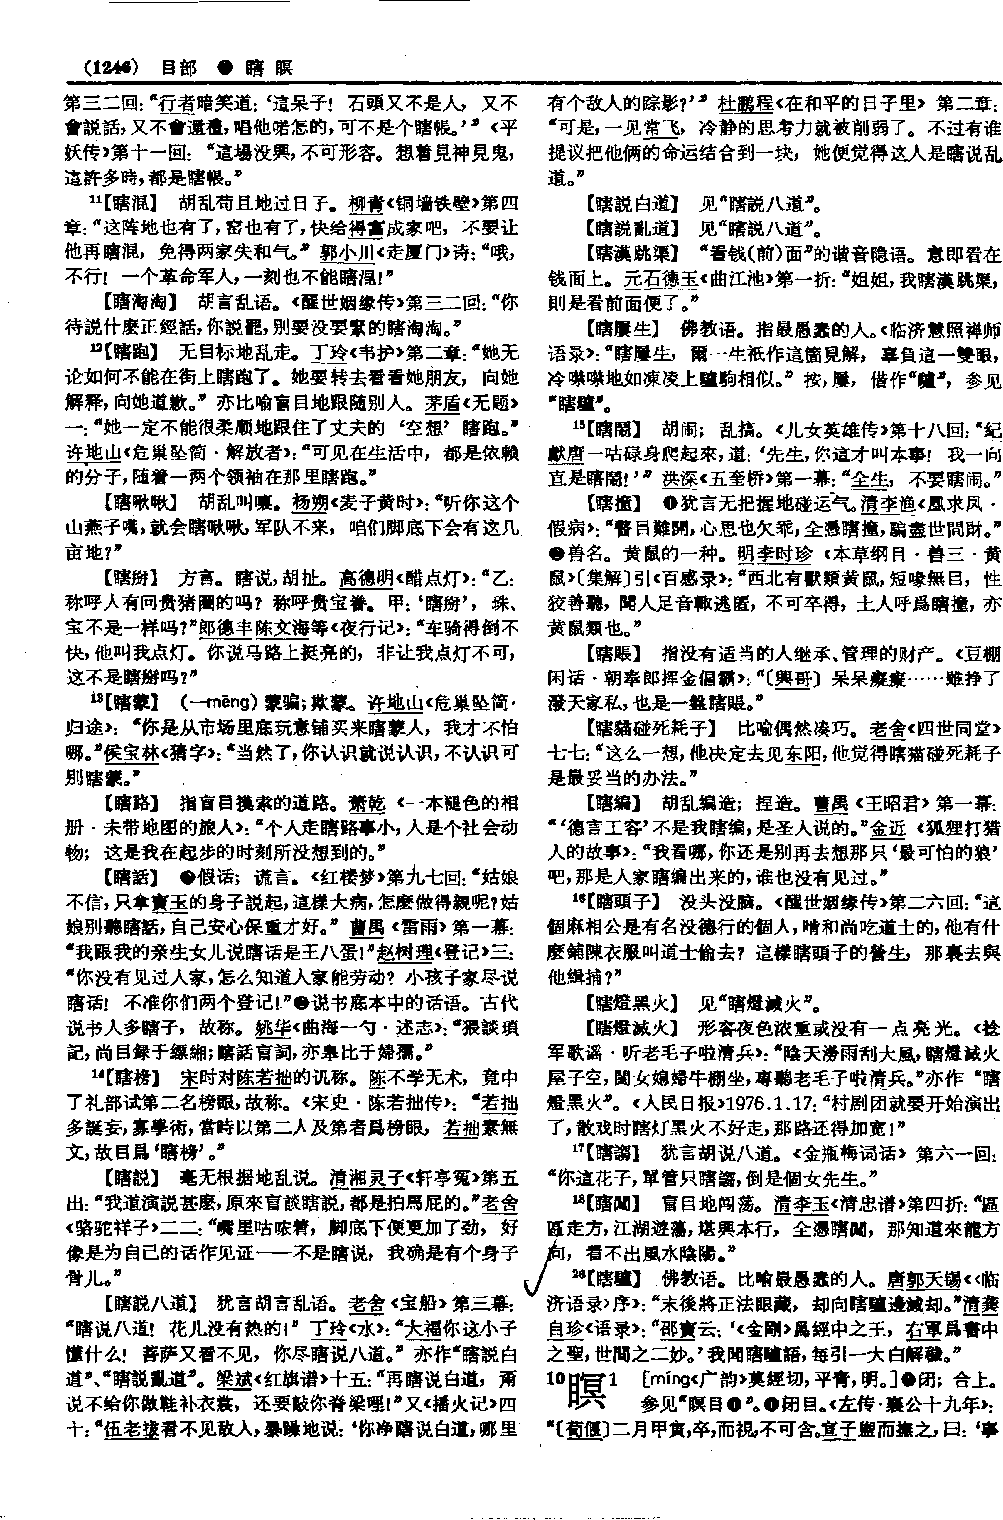 (1246) 目部 ● 瞎 瞑
第三二回：“行者暗笑道：‘這呆子！石頭又不是人，又不
會説話，又不會還禮，唱他喏怎的，可不是个瞎帳。’”《平
妖传》第十一回：“這場没興，不可形容。想着見神見鬼，
這許多時，都是瞎帳。”
11【瞎混】 胡乱苟且地过日子。柳青《铜墙铁壁》第四
章：“这阵地也有了，窑也有了，快给得富成家吧，不要让
他再瞎混，免得两家失和气。”郭小川《走厦门》诗：“哦，
不行！一个革命军人，一刻也不能瞎混！”
【瞎淘淘】 胡言乱语。《醒世姻缘传》第三二回：“你
待説什麽正經話，你説罷，别要没要緊的瞎淘淘。”
12【瞎跑】 无目标地乱走。丁玲《韦护》第二章：“她无
论如何不能在街上瞎跑了。她要转去看看她朋友，向她
解释，向她道歉。”亦比喻盲目地跟随别人。茅盾《无题》
一：“她一定不能很柔顺地跟住了丈夫的‘空想’瞎跑。”
许地山《危巢坠简·解放者》：“可见在生活中，都是依赖
的分子，随着一两个领袖在那里瞎跑。”
【瞎啾啾】 胡乱叫嚷。杨朔《麦子黄时》：“听你这个
山燕子嘴，就会瞎啾啾，军队不来，咱们脚底下会有这几
亩地？”
【瞎掰】 方言。瞎说，胡扯。高德明《醋点灯》：“乙：
称呼人有问贵猪圈的吗？称呼贵宝眷。甲：‘瞎掰’，珠、
宝不是一样吗？”郎德丰陈文海等《夜行记》：“车骑得倒不
快，他叫我点灯。你说马路上挺亮的，非让我点灯不可，
这不是瞎掰吗？”
13【瞎蒙】 （—mēng）蒙骗；欺蒙。许地山《危巢坠简·
归途》：“你是从市场里底玩意铺买来瞎蒙人，我才不怕
哪。”侯宝林《猜字》：“当然了，你认识就说认识，不认识可
别瞎蒙。”
【瞎路】 指盲目摸索的道路。萧乾《一本褪色的相
册·未带地图的旅人》：“个人走瞎路事小，人是个社会动
物；这是我在起步的时刻所没想到的。”
【瞎話】 ❶假话；谎言。《红楼梦》第九七回：“姑娘
不信，只拿寶玉的身子説起，這樣大病，怎麽做得親呢？姑
娘别聽瞎話，自己安心保重才好。”曹禺《雷雨》第一幕：
“我跟我的亲生女儿说瞎话是王八蛋！”赵树理《登记》三：
“你没有见过人家，怎么知道人家能劳动？小孩子家尽说
瞎话！不准你们两个登记！”❷说书底本中的话语。古代
说书人多瞎子，故称。姚华《曲海一勺·述志》：“猥談瑣
記，尚目録于縹緗；瞎話盲詞，亦皋比于婦孺。”
14【瞎榜】 宋时对陈若拙的讥称。陈不学无术，竟中
了礼部试第二名榜眼，故称。《宋史·陈若拙传》：“若拙
多誕妄，寡學術，當時以第二人及第者爲榜眼，若拙素無
文，故目爲‘瞎榜’。”
【瞎説】 毫无根据地乱说。清湘灵子《轩亭冤》第五
出：“我道演説甚麽，原來盲談瞎説，都是拍馬屁的。”老舍
《骆驼祥子》二二：“嘴里咕哝着，脚底下便更加了劲，好
像是为自己的话作见证——不是瞎说，我确是有个身子
骨儿。”
【瞎説八道】 犹言胡言乱语。老舍《宝船》第三幕：
“瞎说八道！花儿没有热的！”丁玲《水》：“大福你这小子
懂什么！菩萨又看不见，你尽瞎说八道。”亦作“瞎説白
道”、“瞎説亂道”。梁斌《红旗谱》十五：“再瞎说白道，甭
说不给你做鞋补衣裳，还要敲你脊梁哩！”又《播火记》四
十：“伍老拔看不见敌人，暴躁地说：‘你净瞎说白道，哪里
有个敌人的踪影？’”杜鹏程《在和平的日子里》第二章：
“可是，一见常飞，冷静的思考力就被削弱了。不过有谁
提议把他俩的命运结合到一块，她便觉得这人是瞎说乱
道。”
【瞎説白道】 见“瞎説八道”。
【瞎説亂道】 见“瞎説八道”。
【瞎漢跳渠】 “看钱（前）面”的谐音隐语。意即看在
钱面上。元石德玉《曲江池》第一折：“姐姐，我瞎漢跳渠，
則是看前面便了。”
【瞎屢生】 佛教语。指最愚蠢的人。《临济慧照禅师
语录》：“瞎屢生，爾一生衹作這箇見解，辜負這一雙眼，
冷噤噤地如凍凌上驢駒相似。”按，屢，借作“驢”，参见
“瞎驢”。
15【瞎鬧】 胡闹；乱搞。《儿女英雄传》第十八回：“紀
獻唐一咕碌身爬起來，道：‘先生，你這才叫本事！我一向
直是瞎鬧！’”洪深《五奎桥》第一幕：“全生，不要瞎闹。”
【瞎撞】 ❶犹言无把握地碰运气。清李渔《凰求凤·
假病》：“瞽目難開，心思也欠乖，全憑瞎撞，騙盡世間財。”
❷兽名。黄鼠的一种。明李时珍《本草纲目·兽三·黄
鼠》〔集解〕引《百感录》：“西北有獸類黄鼠，短喙無目，性
狡善聽，聞人足音輒逃匿，不可卒得，土人呼爲瞎撞，亦
黄鼠類也。”
【瞎賬】 指没有适当的人继承、管理的财产。《豆棚
闲话·朝奉郎挥金倡霸》：“〔興哥〕呆呆癡癡……雖挣了
潑天家私，也是一盤瞎賬。”
【瞎貓碰死耗子】 比喻偶然凑巧。老舍《四世同堂》
七七：“这么一想，他决定去见东阳，他觉得瞎猫碰死耗子
是最妥当的办法。”
【瞎編】 胡乱编造；捏造。曹禺《王昭君》第一幕：
“‘德言工容’不是我瞎编，是圣人说的。”金近《狐狸打猎
人的故事》：“我看哪，你还是别再去想那只‘最可怕的狼’
吧，那是人家瞎编出来的，谁也没有见过。”
16【瞎頭子】 没头没脑。《醒世姻缘传》第二六回：“這
個麻相公是有名没德行的個人，啃和尚吃道士的，他有什
麽鋪陳衣服叫道士偷去？這樣瞎頭子的營生，那裏去與
他緝捕？”
【瞎燈黑火】 见“瞎燈滅火”。
【瞎燈滅火】 形容夜色浓重或没有一点亮光。《捻
军歌谣·听老毛子啦清兵》：“陰天澇雨刮大風，瞎燈滅火
屋子空，閨女媳婦牛棚坐，專聽老毛子啦清兵。”亦作“瞎
燈黑火”。《人民日报》1976.1.17：“村剧团就要开始演出
了，散戏时瞎灯黑火不好走，那路还得加宽！”
17【瞎謅】 犹言胡说八道。《金瓶梅词话》第六一回：
“你這花子，單管只瞎謅，倒是個女先生。”
18【瞎闖】 盲目地闯荡。清李玉《清忠谱》第四折：“區
區走方，江湖遊蕩，堪輿本行，全憑瞎闖，那知道來龍方
向，看不出風水陰陽。”
26【瞎驢】 佛教语。比喻最愚蠢的人。唐郭天锡《〈临
济语录〉序》：“末後將正法眼藏，却向瞎驢邊滅却。”清龚
自珍《语录》：“邵寶云：‘《金剛》爲經中之王，右軍爲書中
之聖，世間之二妙。’我聞瞎驢話，每引一大白解穢。”
10 瞑 1 ［míng《广韵》莫經切，平青，明。］❶闭；合上。
参见“瞑目❶”。❷闭目。《左传·襄公十九年》：
“〔荀偃〕二月甲寅，卒，而視，不可含。宣子盥而撫之，曰：‘事